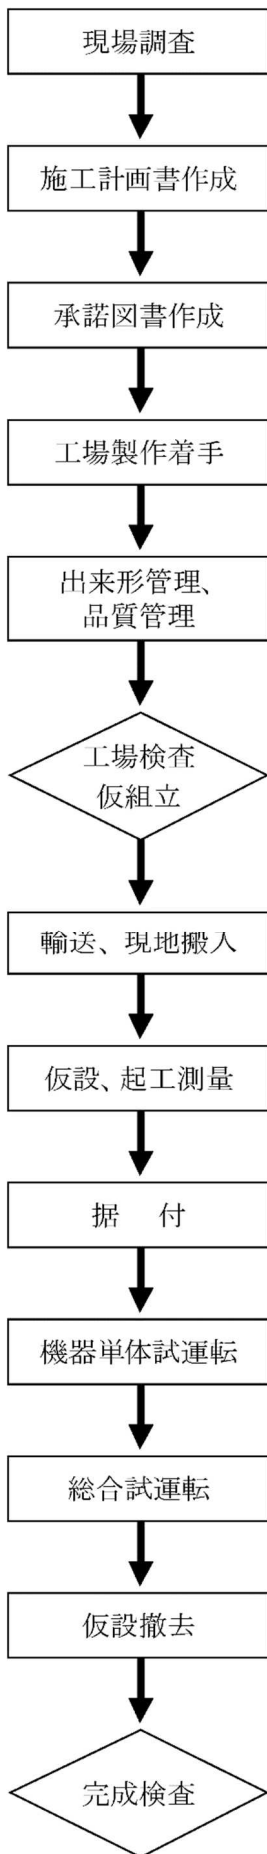 現場調査
施工計画書作成
承諾図書作成
工場製作着手
出来形管理、
品質管理
工場検査
仮組立
輸送、現地搬入
仮設、起工測量
据　付
機器単体試運転
総合試運転
仮設撤去
完成検査